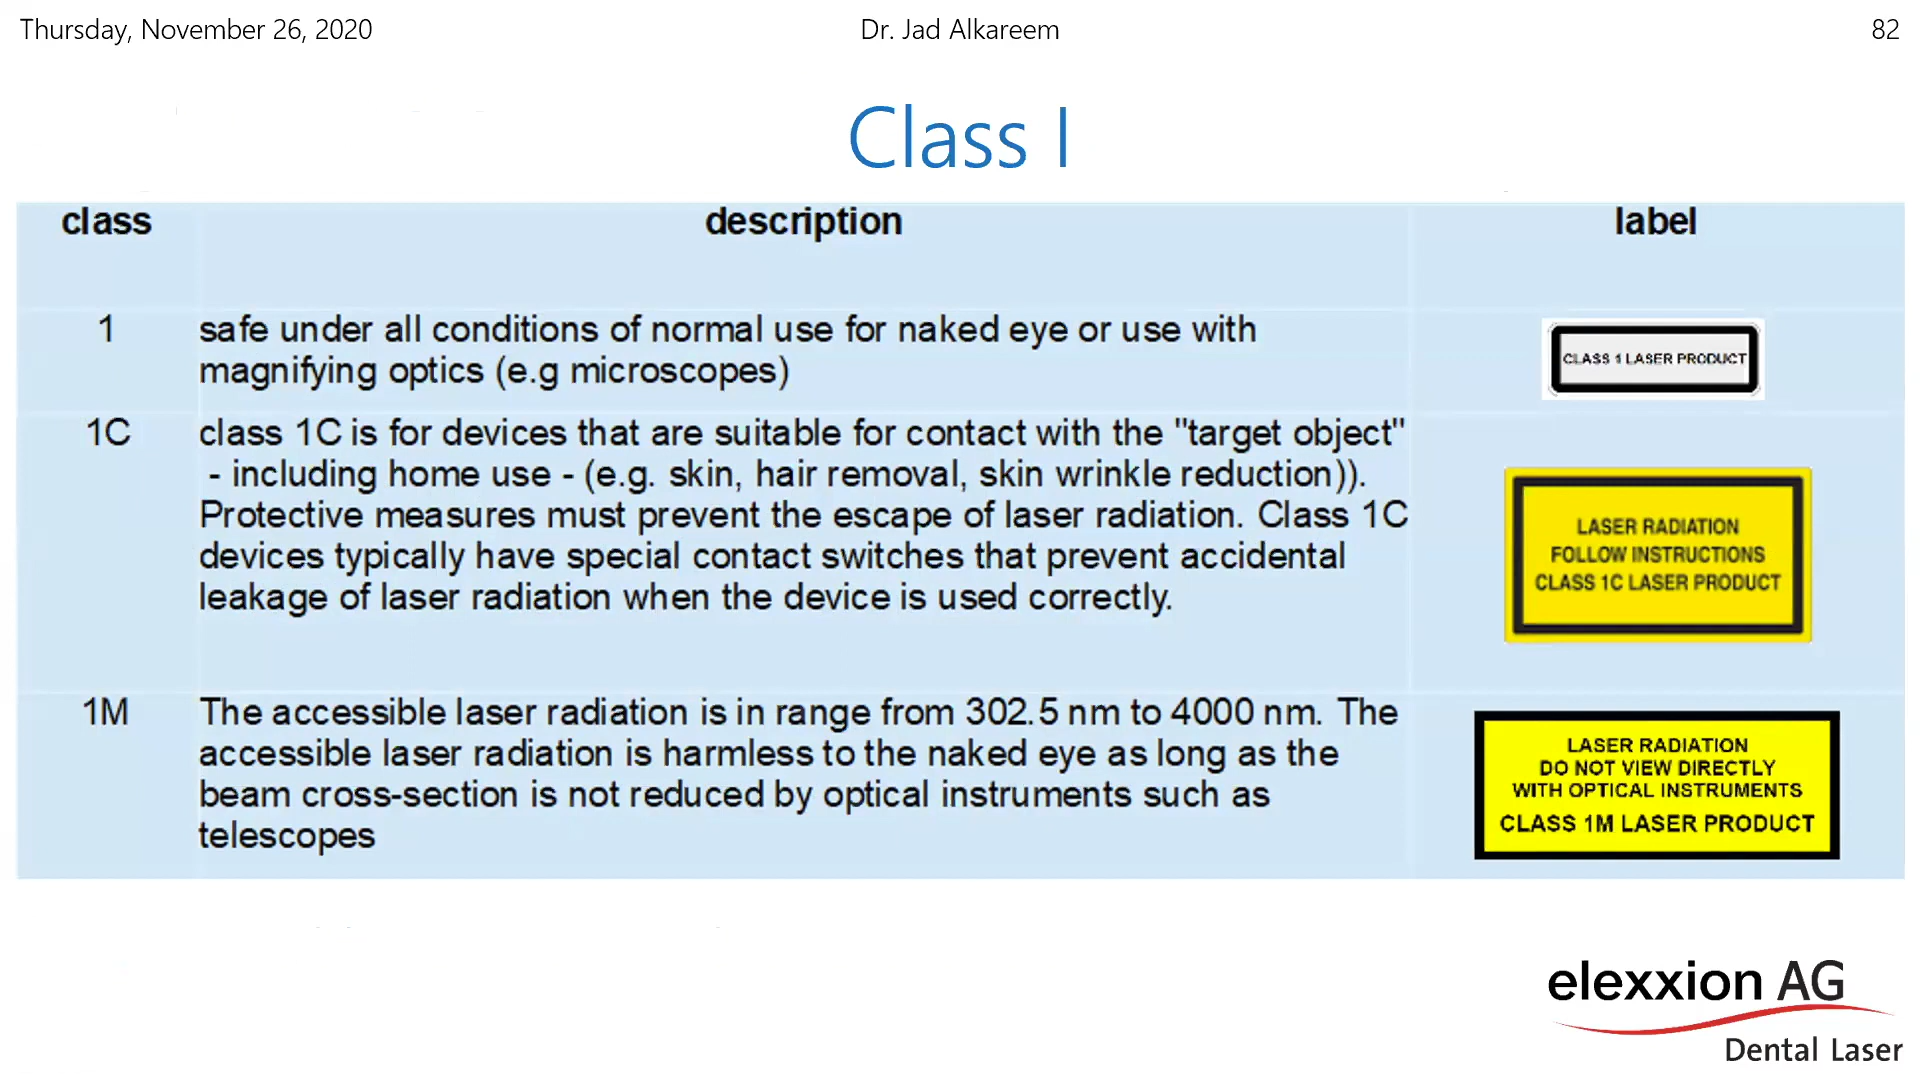 Thursday, November 26, 2020
Dr. Jad Alkareem
82
Class I
class
description
label
1
safe under all conditions of normal use for naked eye or use with
magnifying optics (e.g microscopes)
CLASS 1 LASER PRODUCT
1C
class 1C is for devices that are suitable for contact with the "target object"
- including home use - (e.g. skin, hair removal, skin wrinkle reduction)).
Protective measures must prevent the escape of laser radiation. Class 1C
devices typically have special contact switches that prevent accidental
leakage of laser radiation when the device is used correctly.
LASER RADIATION
FOLLOW INSTRUCTIONS
CLASS 1C LASER PRODUCT
1M
The accessible laser radiation is in range from 302.5 nm to 4000 nm. The
accessible laser radiation is harmless to the naked eye as long as the
beam cross-section is not reduced by optical instruments such as
telescopes
LASER RADIATION
DO NOT VIEW DIRECTLY
WITH OPTICAL INSTRUMENTS
CLASS 1M LASER PRODUCT
elexxion AG
Dental Laser